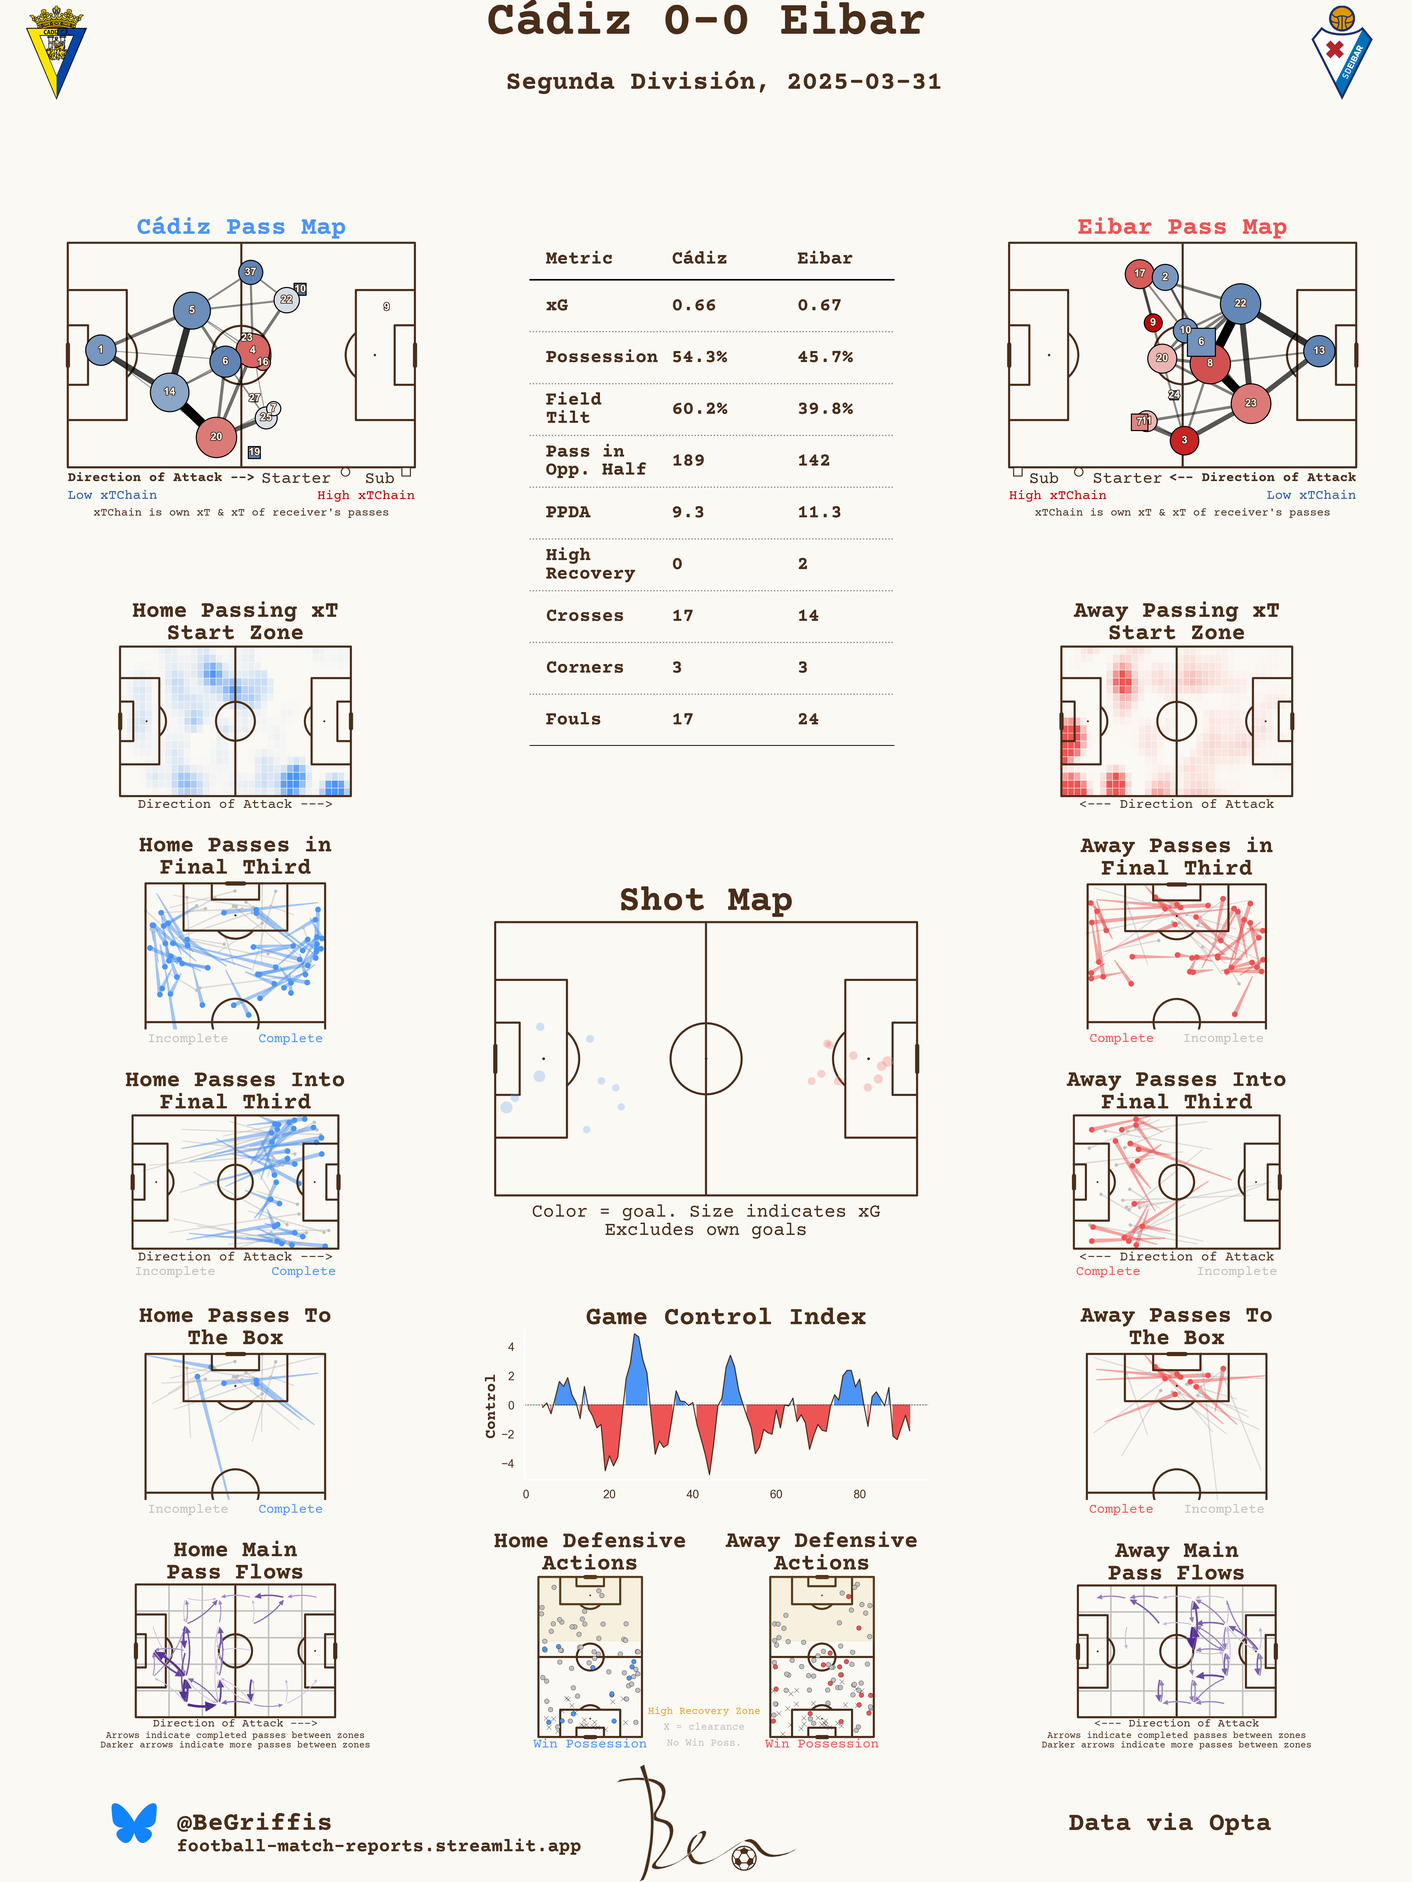 Cádiz 0-0 Eibar
Segunda División, 2025-03-31
CADIZ C.F.
SDEIBAR
Cádiz Pass Map
37
10
22
9
5
23
4
1
6
16
14
27
7
25
20
19
Direction of Attack --> Starter Sub
Low xTChain High xTChain
xTChain is own xT & xT of receiver's passes
Metric Cádiz Eibar
xG 0.66 0.67
Possession 54.3% 45.7%
Field
Tilt 60.2% 39.8%
Pass in
Opp. Half 189 142
PPDA 9.3 11.3
High
Recovery 0 2
Crosses 17 14
Corners 3 3
Fouls 17 24
Eibar Pass Map
17
2
22
9
10
6
13
20
8
24
23
7
11
3
Sub Starter <-- Direction of Attack
High xTChain Low xTChain
xTChain is own xT & xT of receiver's passes
Home Passing xT
Start Zone
Direction of Attack --->
Away Passing xT
Start Zone
<--- Direction of Attack
Home Passes in
Final Third
Incomplete Complete
Away Passes in
Final Third
Complete Incomplete
Shot Map
Color = goal. Size indicates xG
Excludes own goals
Home Passes Into
Final Third
Direction of Attack --->
Incomplete Complete
Away Passes Into
Final Third
<--- Direction of Attack
Complete Incomplete
Home Passes To
The Box
Incomplete Complete
Game Control Index
Control
4
2
0
−2
−4
0 20 40 60 80
Away Passes To
The Box
Complete Incomplete
Home Main
Pass Flows
Direction of Attack --->
Arrows indicate completed passes between zones
Darker arrows indicate more passes between zones
Home Defensive
Actions
Win Possession
High Recovery Zone
X = clearance
No Win Poss.
Away Defensive
Actions
Win Possession
Away Main
Pass Flows
<--- Direction of Attack
Arrows indicate completed passes between zones
Darker arrows indicate more passes between zones
@BeGriffis
football-match-reports.streamlit.app
Ben
Data via Opta